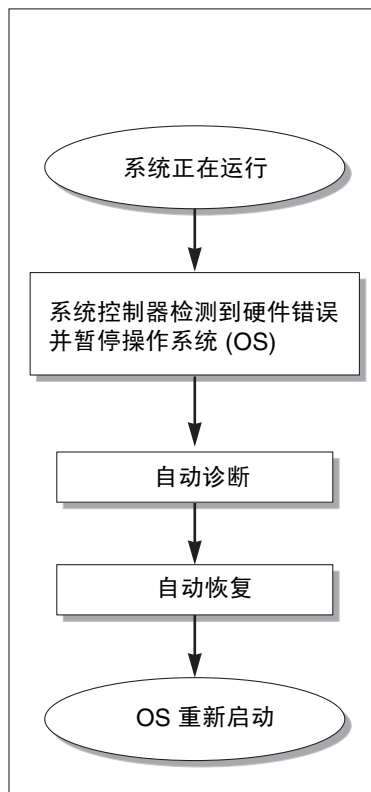 系统正在运行
系统控制器检测到硬件错误
并暂停操作系统 (OS)
自动诊断
自动恢复
OS 重新启动